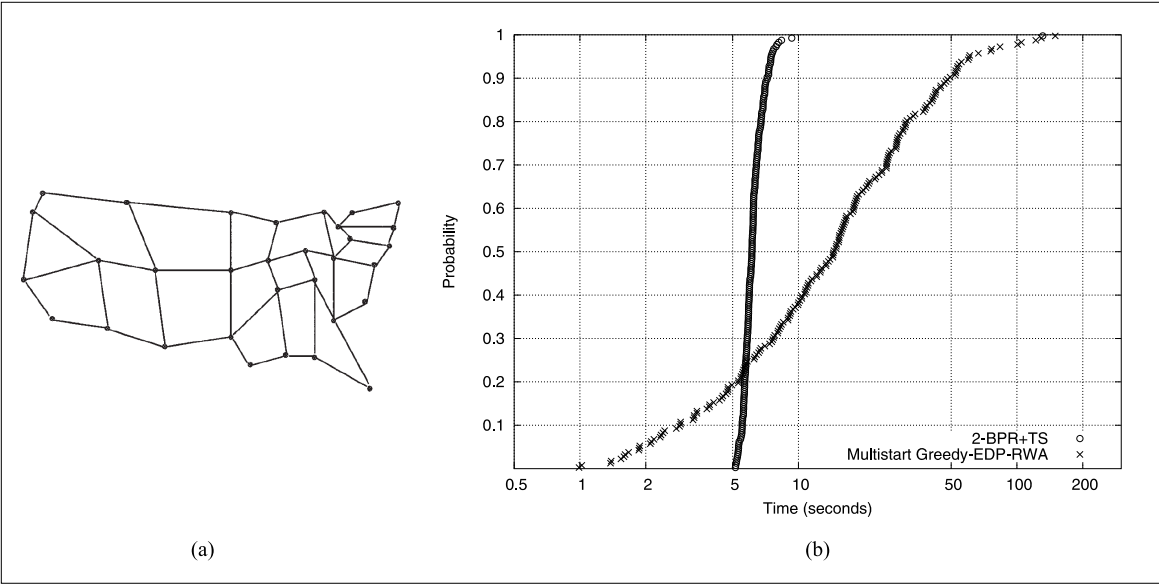 1
0.9
0.8
0.7
0.6
0.5
0.4
0.3
0.2
0.1
Probability
2-BPR+TS
Multistart Greedy-EDP-RWA
0.5 1 2 5 10 50 100 200
Time (seconds)
(a) (b)